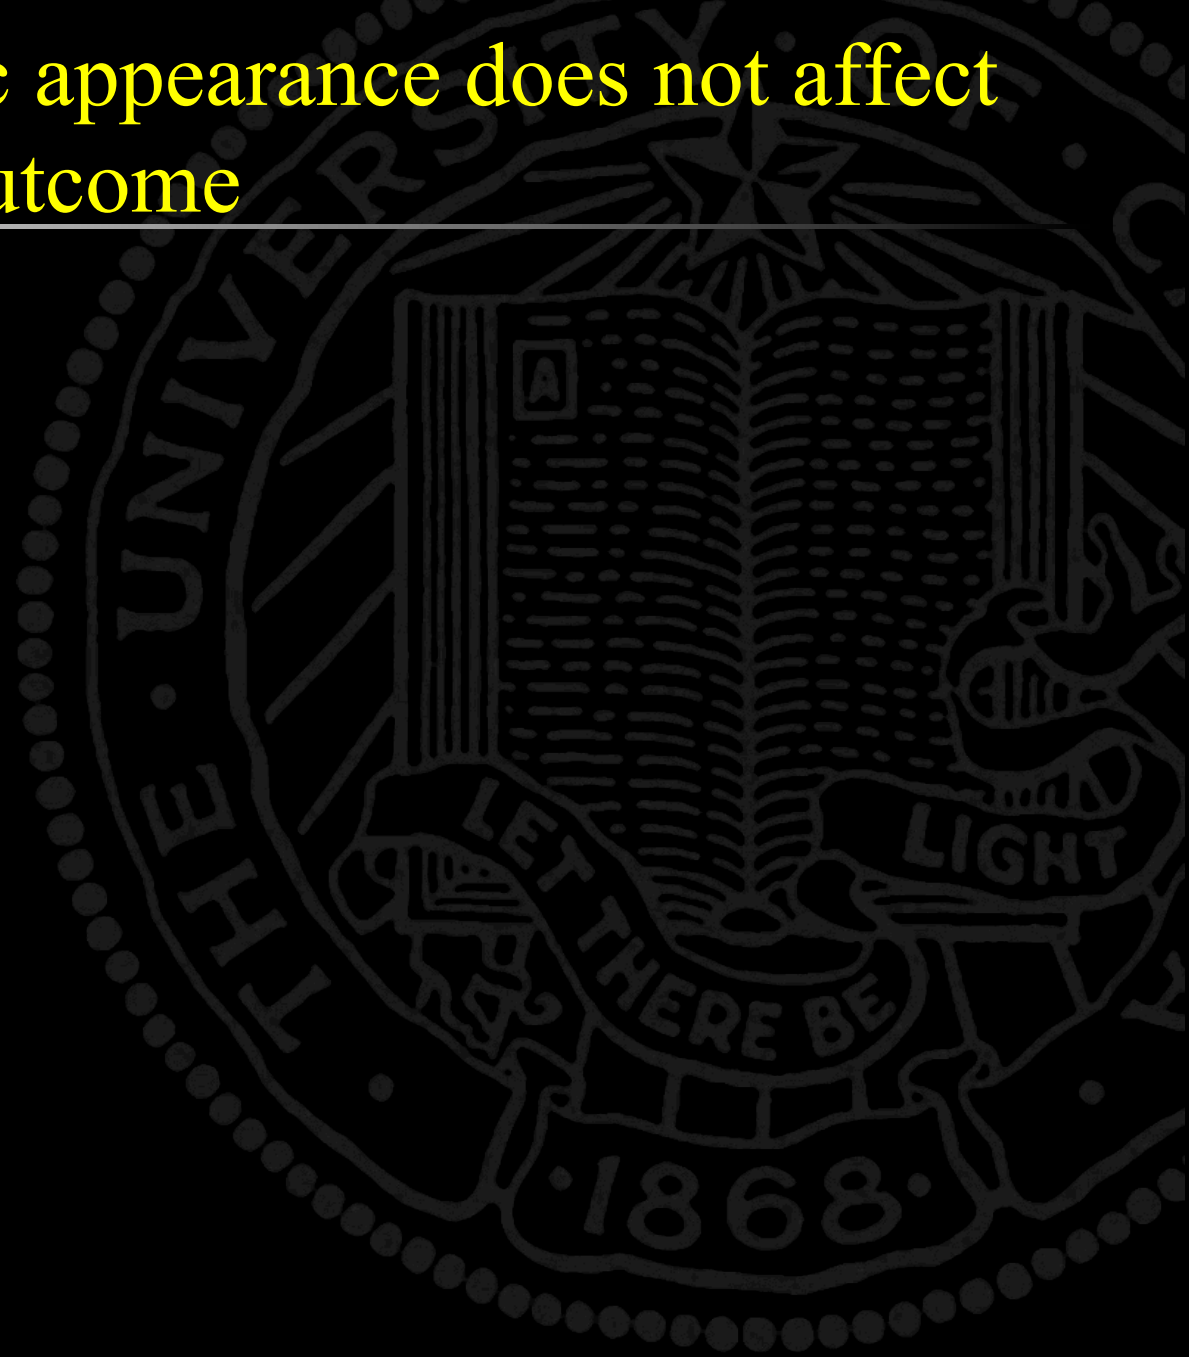 c appearance does not affect
utcome
THE UNIVERSITY · OF · C
A
LET THERE BE
LIGHT
·1868·